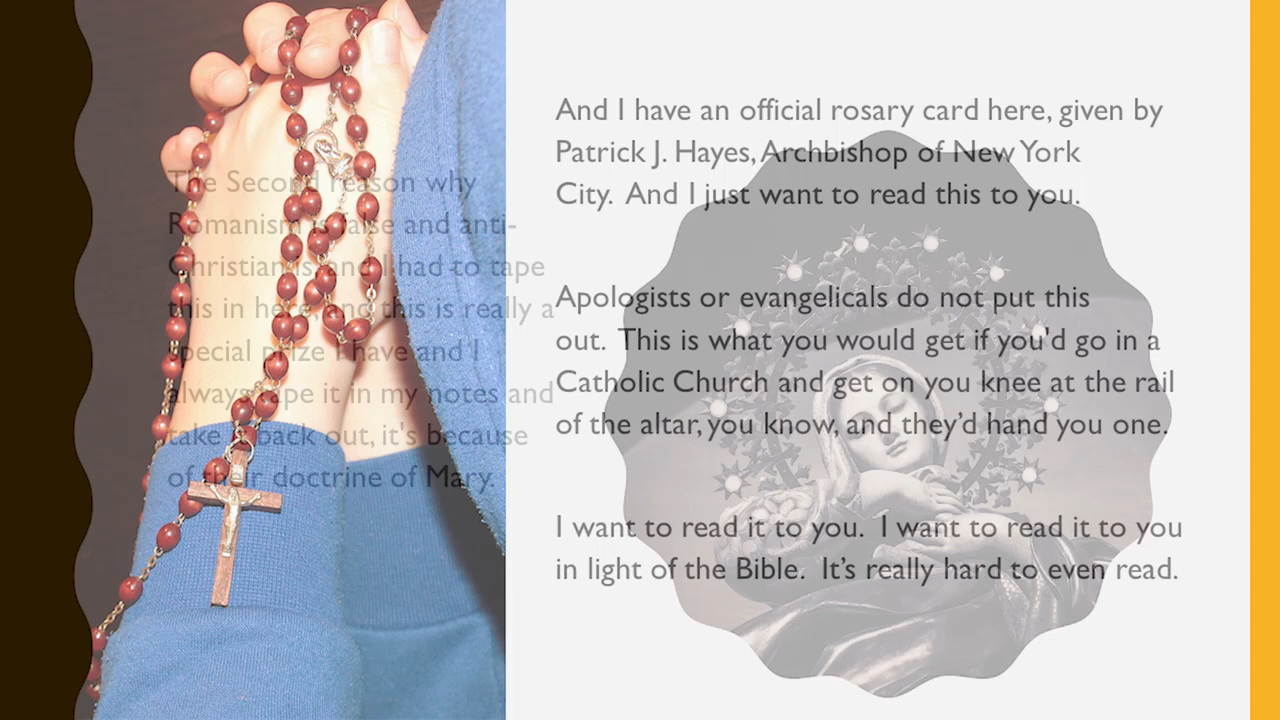 The Second reason why
Romanism is false and anti-
Christian is, and I had to tape
this in here, and this is really a
special prize I have and I
always tape it in my notes and
take it back out, it's because
of their doctrine of Mary.
And I have an official rosary card here, given by
Patrick J. Hayes, Archbishop of New York
City.  And I just want to read this to you.
Apologists or evangelicals do not put this
out.  This is what you would get if you'd go in a
Catholic Church and get on you knee at the rail
of the altar, you know, and they’d hand you one.
I want to read it to you.  I want to read it to you
in light of the Bible.  It’s really hard to even read.